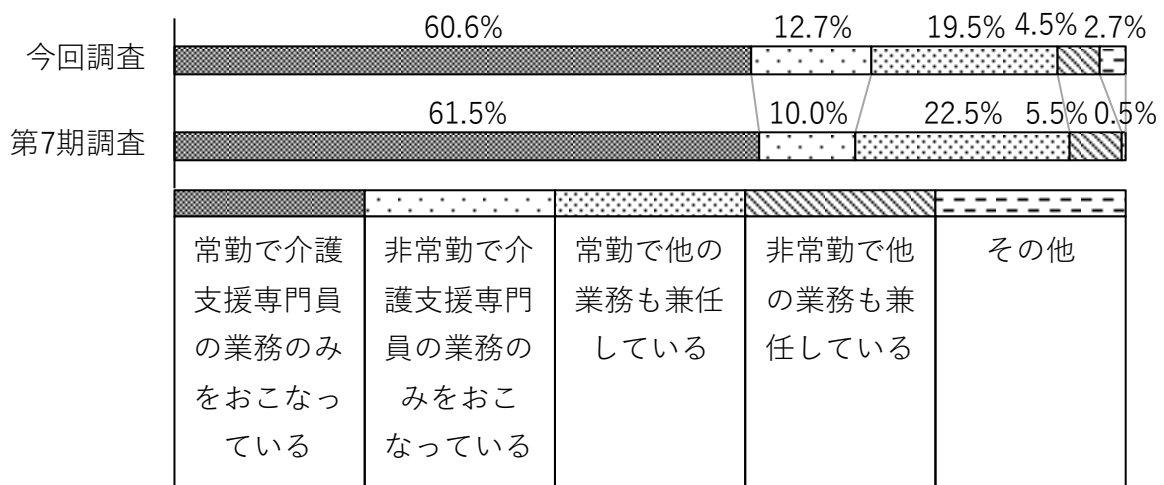 60.6% 12.7% 19.5% 4.5% 2.7%
今回調査
61.5% 10.0% 22.5% 5.5% 0.5%
第7期調査
常勤で介護
支援専門員
の業務のみ
をおこなっ
ている
非常勤で介
護支援専門
員の業務の
みをおこ
なっている
常勤で他の
業務も兼任
している
非常勤で他
の業務も兼
任している
その他